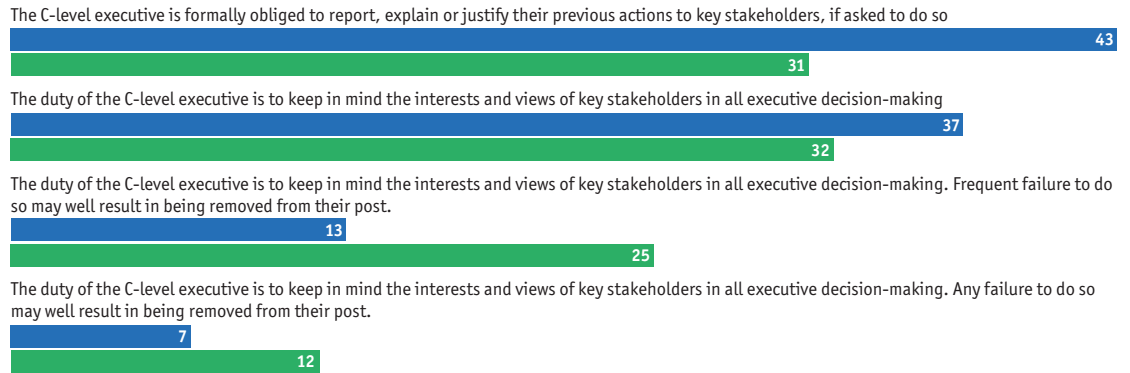 The C-level executive is formally obliged to report, explain or justify their previous actions to key stakeholders, if asked to do so
43
31
The duty of the C-level executive is to keep in mind the interests and views of key stakeholders in all executive decision-making
37
32
The duty of the C-level executive is to keep in mind the interests and views of key stakeholders in all executive decision-making. Frequent failure to do
so may well result in being removed from their post.
13
25
The duty of the C-level executive is to keep in mind the interests and views of key stakeholders in all executive decision-making. Any failure to do so
may well result in being removed from their post.
7
12